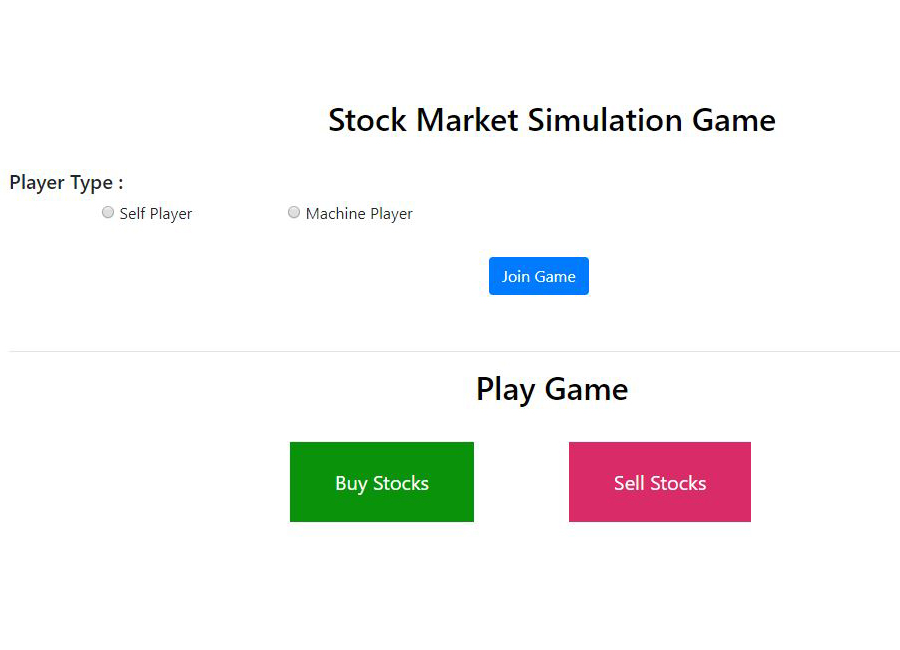 Stock Market Simulation Game
Player Type :
Self Player Machine Player
Join Game
Play Game
Buy Stocks Sell Stocks